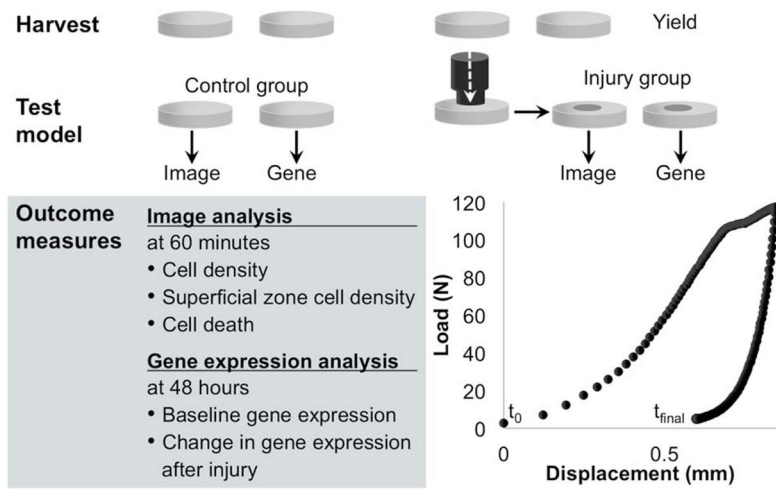 Harvest
Yield
Control group
Injury group
Test
model
Image
Gene
Image
Gene
Outcome
measures
Image analysis
at 60 minutes
• Cell density
• Superficial zone cell density
• Cell death
Gene expression analysis
at 48 hours
• Baseline gene expression
• Change in gene expression
after injury
120
100
80
60
40
20
0
Load (N)
t0
tfinal
0
0.5
Displacement (mm)